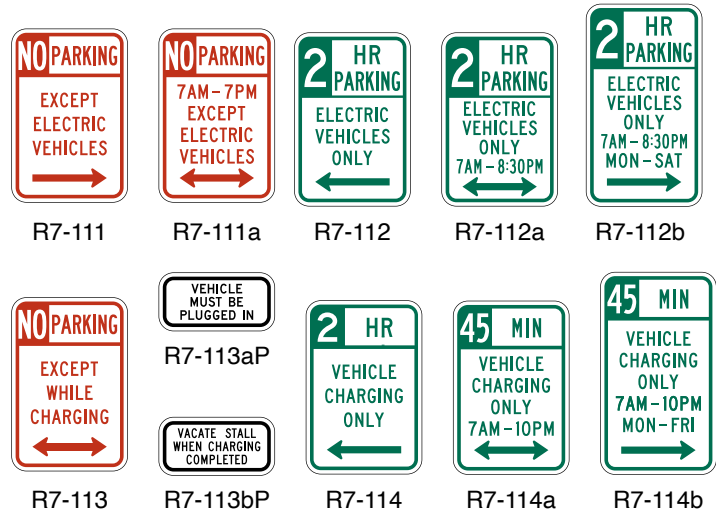 NO PARKING
EXCEPT
ELECTRIC
VEHICLES
R7-111
NO PARKING
7AM-7PM
EXCEPT
ELECTRIC
VEHICLES
R7-111a
2 HR
PARKING
ELECTRIC
VEHICLES
ONLY
R7-112
2 HR
PARKING
ELECTRIC
VEHICLES
ONLY
7AM-8:30PM
R7-112a
2 HR
PARKING
ELECTRIC
VEHICLES
ONLY
7AM-8:30PM
MON-SAT
R7-112b
NO PARKING
EXCEPT
WHILE
CHARGING
R7-113
VEHICLE
MUST BE
PLUGGED IN
R7-113aP
VACATE STALL
WHEN CHARGING
COMPLETED
R7-113bP
2 HR
VEHICLE
CHARGING
ONLY
R7-114
45 MIN
VEHICLE
CHARGING
ONLY
7AM-10PM
R7-114a
45 MIN
VEHICLE
CHARGING
ONLY
7AM-10PM
MON-FRI
R7-114b